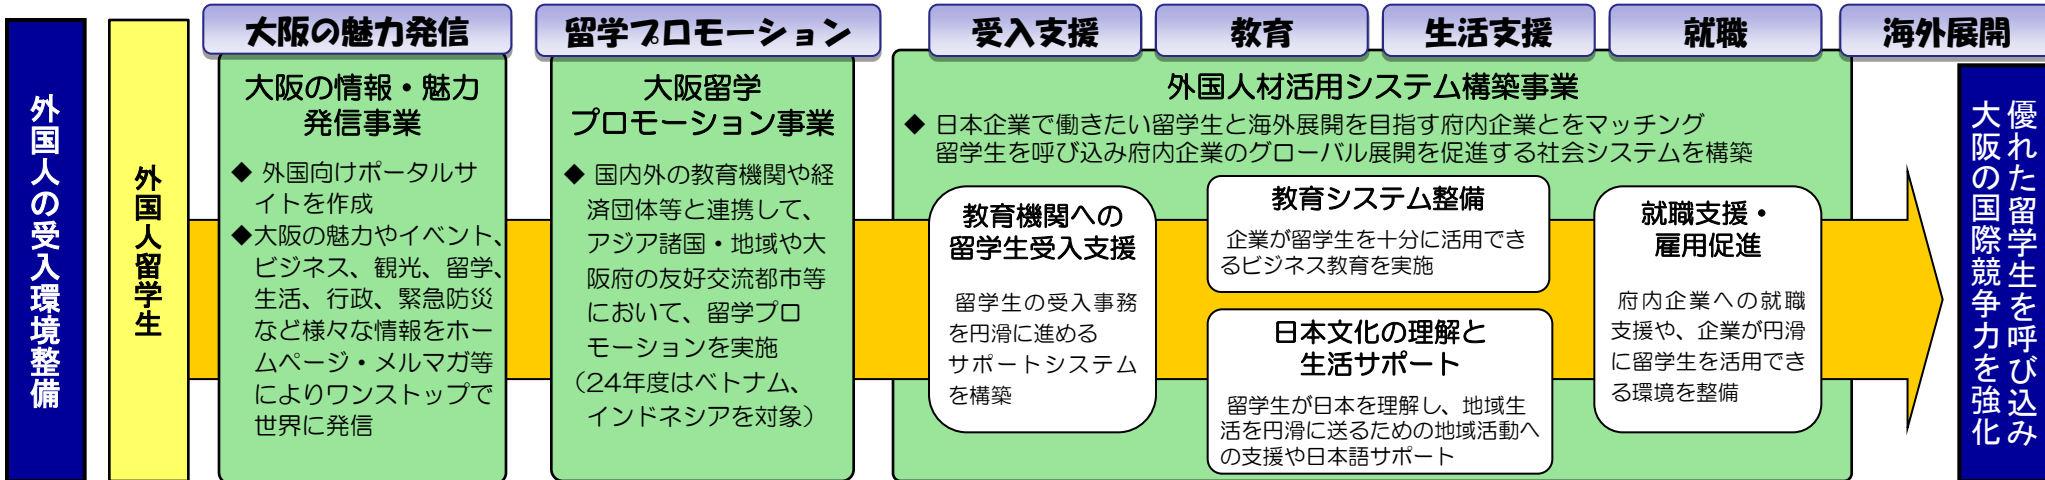 大阪の魅力発信
留学プロモーション
受入支援
教育
生活支援
就職
海外展開
外国人の受入環境整備
外国人留学生
大阪の情報・魅力
発信事業
◆ 外国向けポータルサ
イトを作成
◆大阪の魅力やイベント、
ビジネス、観光、留学、
生活、行政、緊急防災
など様々な情報をホー
ムページ・メルマガ等
によりワンストップで
世界に発信
大阪留学
プロモーション事業
◆ 国内外の教育機関や経
済団体等と連携して、
アジア諸国・地域や大
阪府の友好交流都市等
において、留学プロ
モーションを実施
（24年度はベトナム、
インドネシアを対象）
外国人材活用システム構築事業
◆ 日本企業で働きたい留学生と海外展開を目指す府内企業とをマッチング
留学生を呼び込み府内企業のグローバル展開を促進する社会システムを構築
教育機関への
留学生受入支援
留学生の受入事務
を円滑に進める
サポートシステム
を構築
教育システム整備
企業が留学生を十分に活用でき
るビジネス教育を実施
日本文化の理解と
生活サポート
留学生が日本を理解し、地域生
活を円滑に送るための地域活動へ
の支援や日本語サポート
就職支援・
雇用促進
府内企業への就職
支援や、企業が円滑
に留学生を活用でき
る環境を整備
優れた留学生を呼び込み
大阪の国際競争力を強化